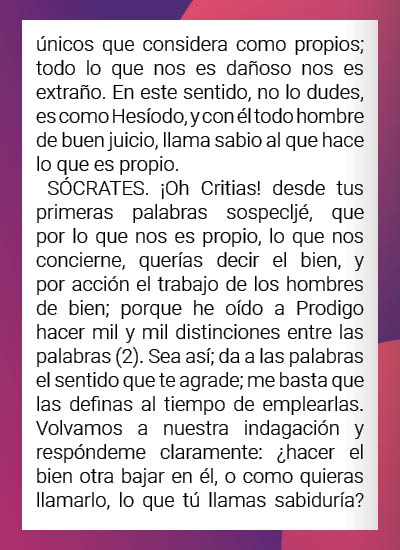 únicos que considera como propios;
todo lo que nos es dañoso nos es
extraño. En este sentido, no lo dudes,
es como Hesíodo, y con él todo hombre
de buen juicio, llama sabio al que hace
lo que es propio.
SÓCRATES. ¡Oh Critias! desde tus
primeras palabras sospecljé, que
por lo que nos es propio, lo que nos
concierne, querías decir el bien, y
por acción el trabajo de los hombres
de bien; porque he oído a Prodigo
hacer mil y mil distinciones entre las
palabras (2). Sea así; da a las palabras
el sentido que te agrade; me basta que
las definas al tiempo de emplearlas.
Volvamos a nuestra indagación y
respóndeme claramente: ¿hacer el
bien otra bajar en él, o como quieras
llamarlo, lo que tú llamas sabiduría?